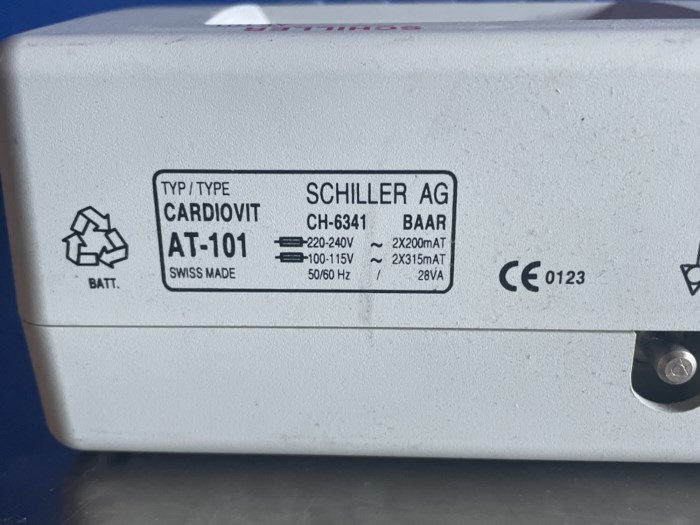 SCHILLER
TYP / TYPE
CARDIOVIT
AT-101
SWISS MADE
SCHILLER AG
CH-6341 BAAR
220-240V ~ 2X200mAT
100-115V ~ 2X315mAT
50/60 Hz / 28VA
BATT.
CE 0123